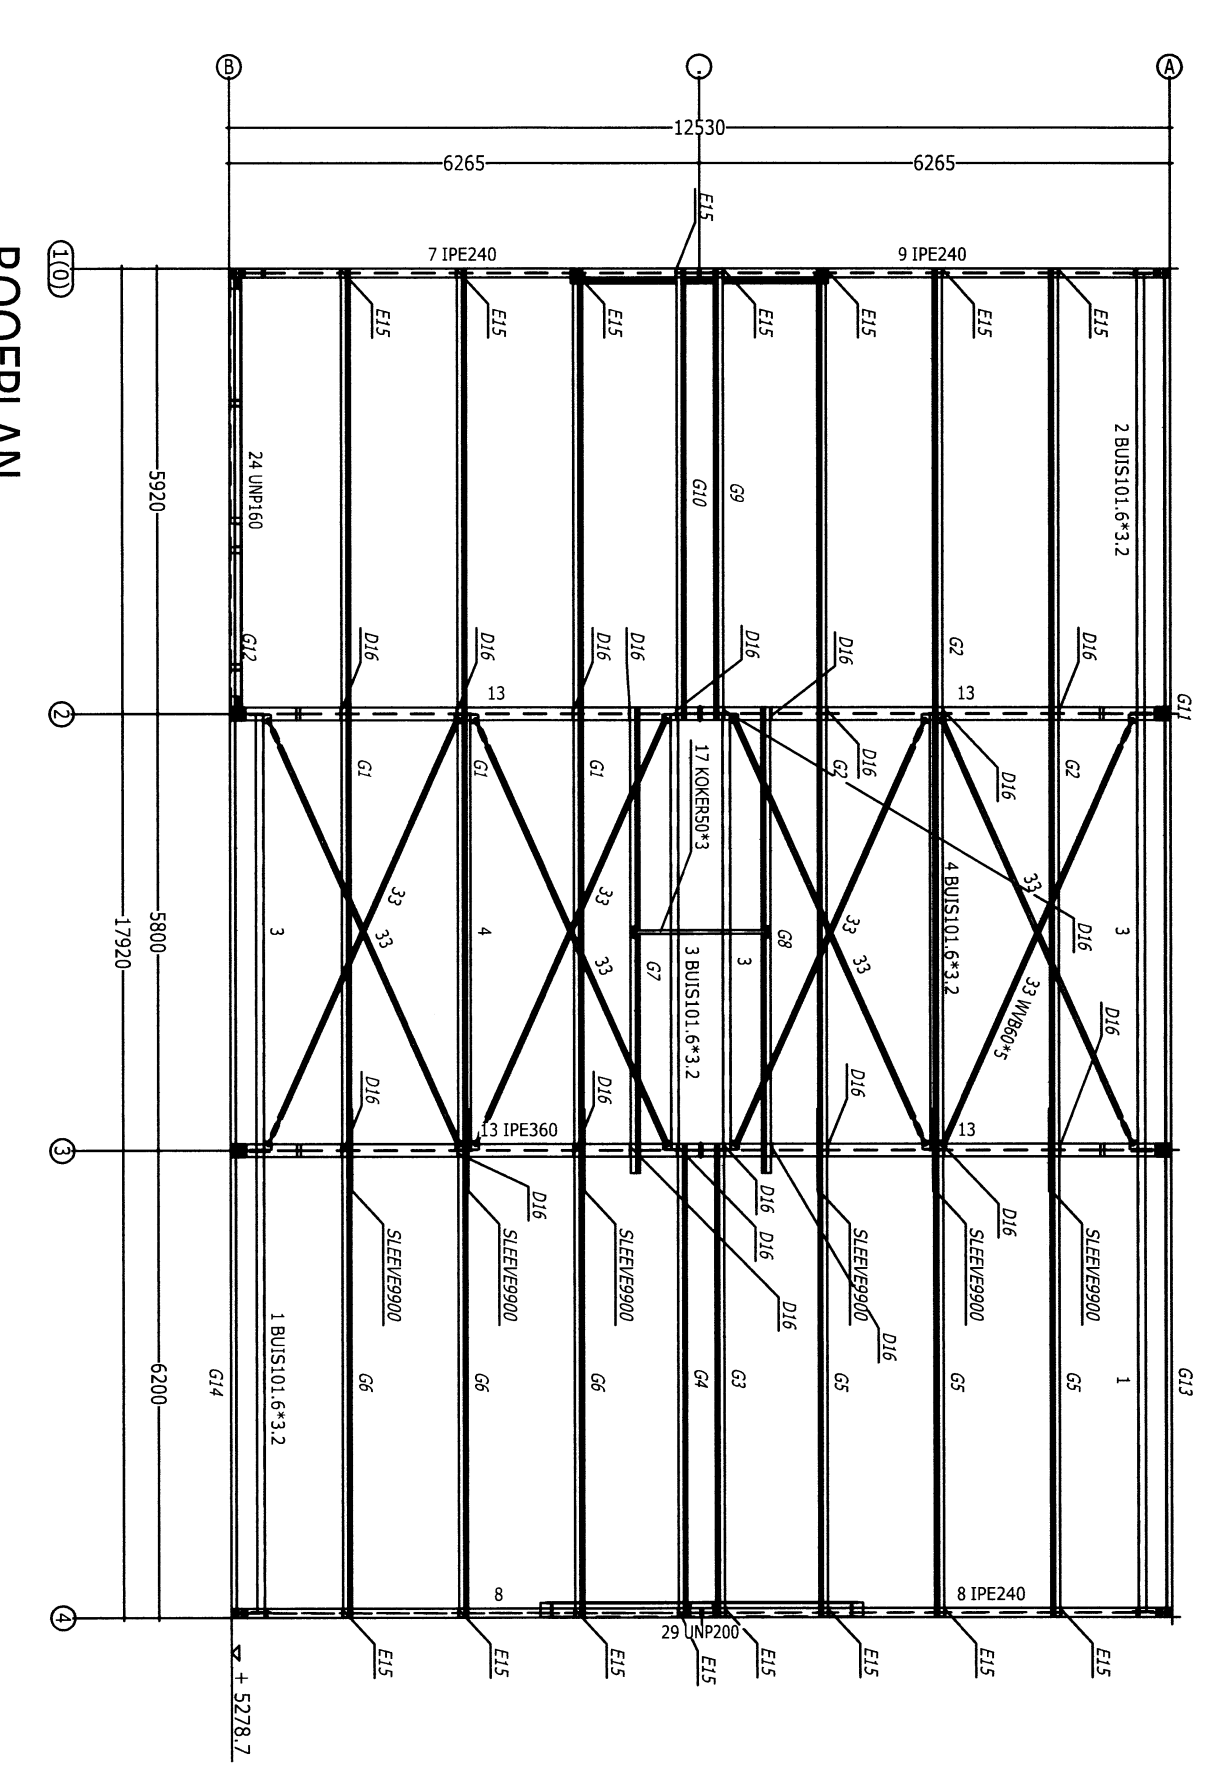 B
.
A
12530
6265
6265
E15
7 IPE240
9 IPE240
1(0)
E15
E15
E15
E15
E15
E15
E15
ROOFPLAN
2 BUIS101.6*3.2
24 UNP160
5920
G10
G9
G12
D16
D16
D16
D16
D16
D16
G2
D16
13
13
G11
2
G1
G1
G1
17 KOKER50*3
G2
D16
D16
G2
33
33
33
33
33
33
33
33 WVB60*5
3
4
G7
3 BUIS101.6*3.2
3
G8
4 BUIS101.6*3.2
D16
3
5800
17920
D16
D16
D16
D16
13 IPE360
13
3
D16
D16
D16
D16
SLEEVE9900
SLEEVE9900
SLEEVE9900
SLEEVE9900
SLEEVE9900
SLEEVE9900
D16
D16
1 BUIS101.6*3.2
6200
G14
G6
G6
G6
G4
G3
G5
G5
G5
1
G13
8
8 IPE240
29 UNP200
4
E15
E15
E15
E15
E15
E15
E15
E15
+ 5278.7